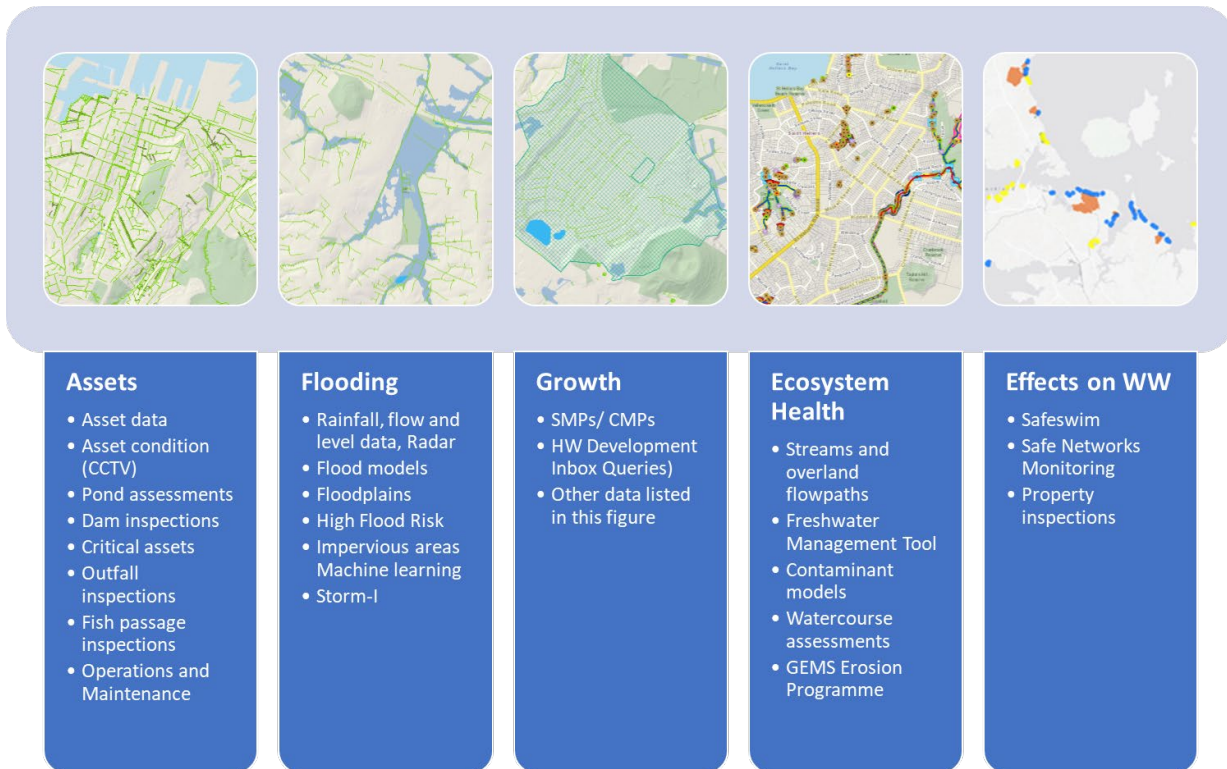 Assets
• Asset data
• Asset condition
(CCTV)
• Pond assessments
• Dam inspections
• Critical assets
• Outfall
inspections
• Fish passage
inspections
• Operations and
Maintenance
Flooding
• Rainfall, flow and
level data, Radar
• Flood models
• Floodplains
• High Flood Risk
• Impervious areas
Machine learning
• Storm-I
Growth
• SMPs/ CMPs
• HW Development
Inbox Queries)
• Other data listed
in this figure
Ecosystem
Health
• Streams and
overland
flowpaths
• Freshwater
Management Tool
• Contaminant
models
• Watercourse
assessments
• GEMS Erosion
Programme
Effects on WW
• Safeswim
• Safe Networks
Monitoring
• Property
inspections